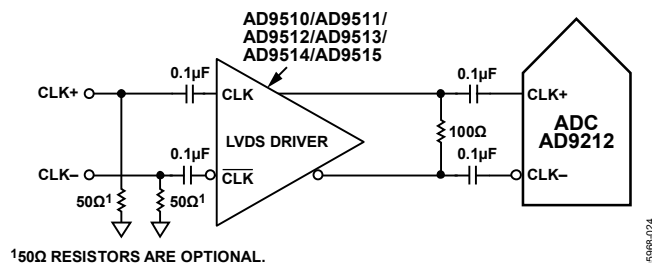 AD9510/AD9511/
AD9512/AD9513/
AD9514/AD9515
0.1µF
0.1µF
CLK+
CLK
CLK+
ADC
AD9212
LVDS DRIVER
100Ω
0.1µF
0.1µF
CLK–
CLK
CLK–
50Ω¹
50Ω¹
¹50Ω RESISTORS ARE OPTIONAL.
5968-024